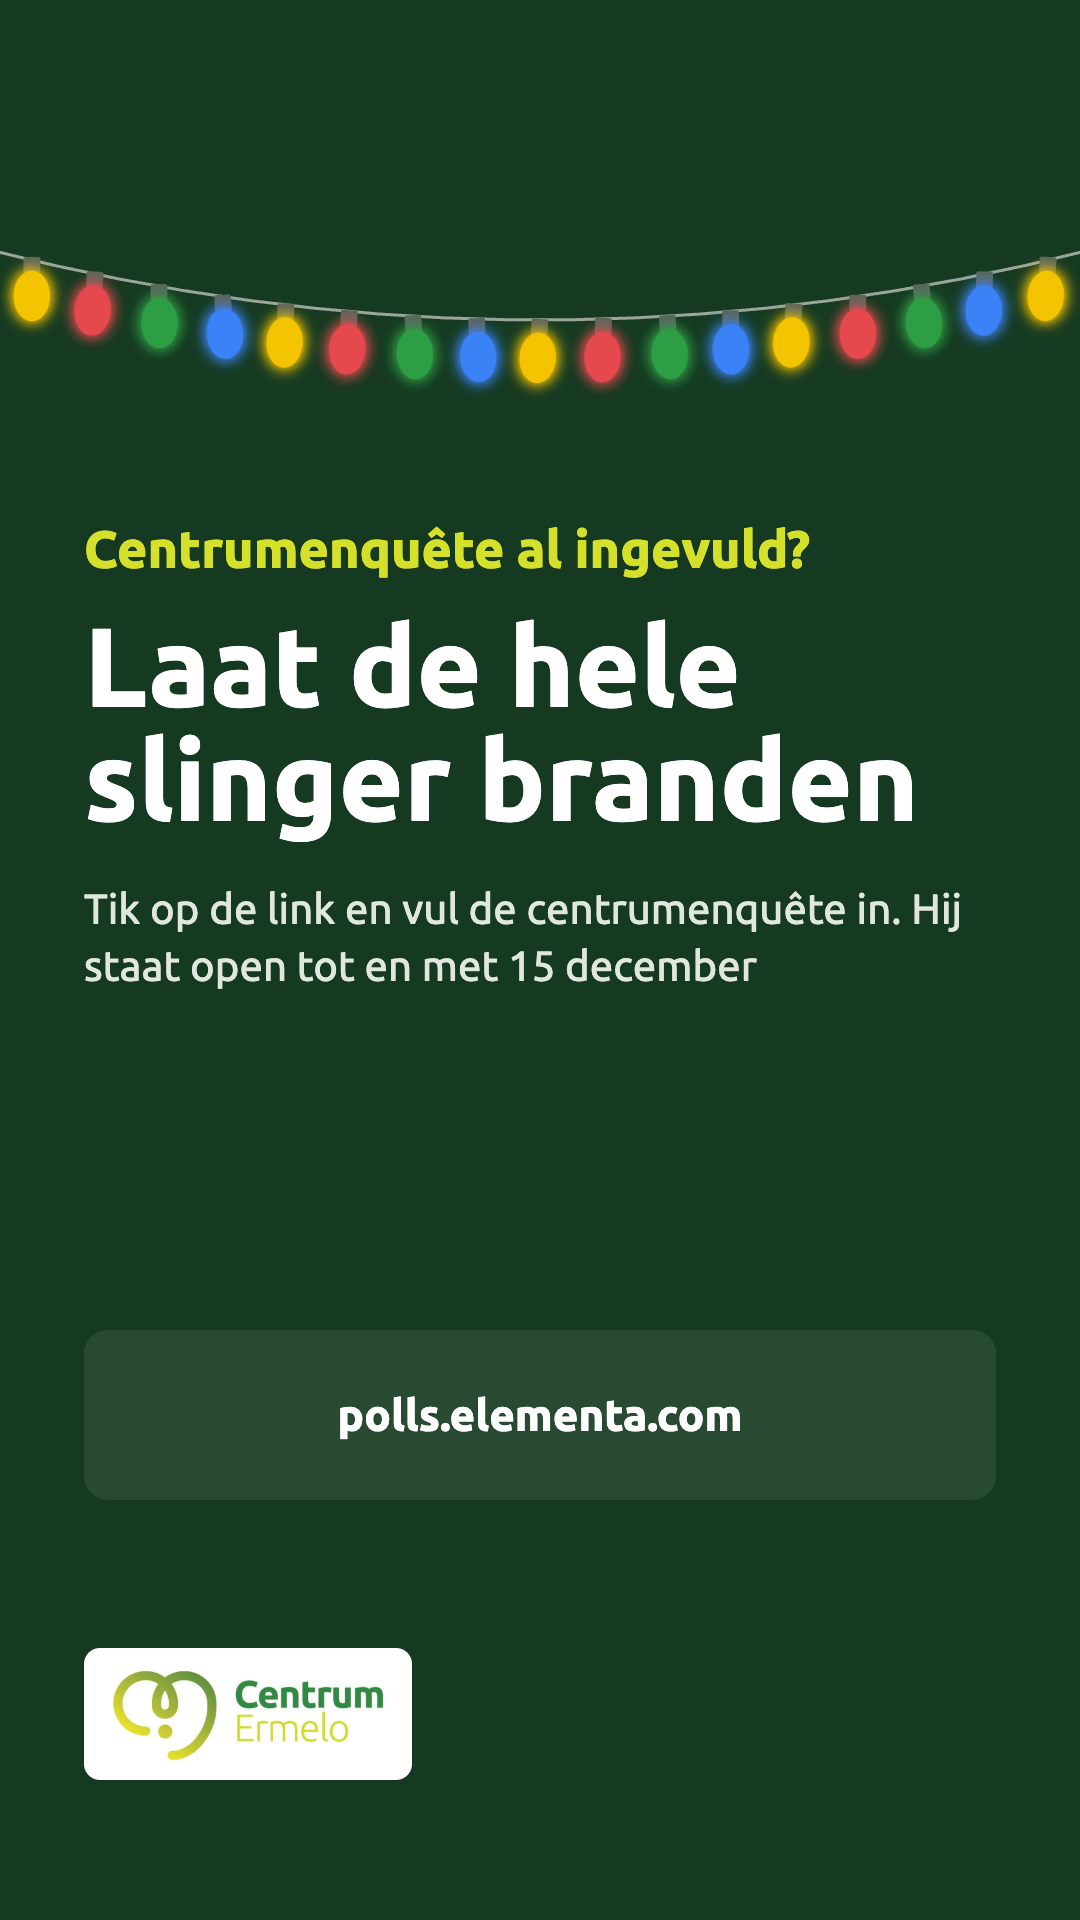 Centrumenquête al ingevuld?
Laat de hele
slinger branden
Tik op de link en vul de centrumenquête in. Hij
staat open tot en met 15 december
polls.elementa.com
Centrum
Ermelo